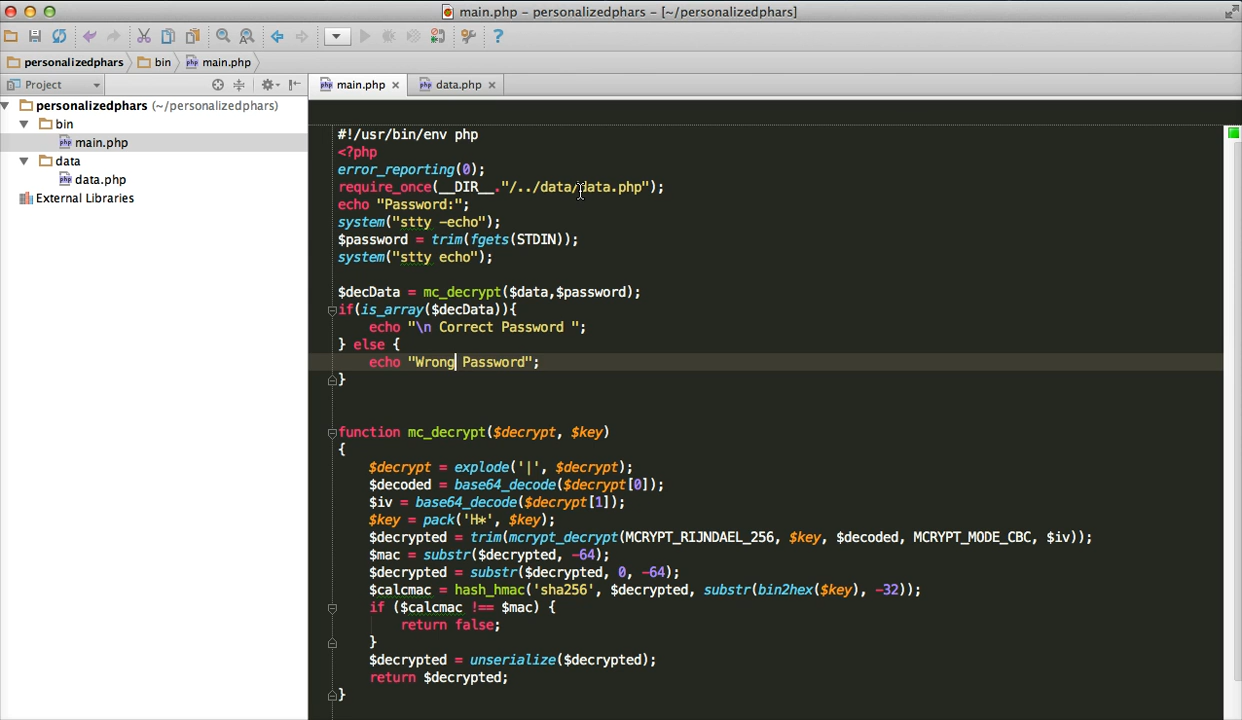 main.php - personalizedphars - [~/personalizedphars]
personalizedphars bin main.php
Project
main.php data.php
personalizedphars (~/personalizedphars)
bin
main.php
data
data.php
External Libraries
#!/usr/bin/env php
<?php
error_reporting(0);
require_once(__DIR__."/../data/data.php");
echo "Password:";
system("stty -echo");
$password = trim(fgets(STDIN));
system("stty echo");
$decData = mc_decrypt($data,$password);
if(is_array($decData)){
echo "\n Correct Password ";
} else {
echo "Wrong Password";
}
function mc_decrypt($decrypt, $key)
{
$decrypt = explode('|', $decrypt);
$decoded = base64_decode($decrypt[0]);
$iv = base64_decode($decrypt[1]);
$key = pack('H*', $key);
$decrypted = trim(mcrypt_decrypt(MCRYPT_RIJNDAEL_256, $key, $decoded, MCRYPT_MODE_CBC, $iv));
$mac = substr($decrypted, -64);
$decrypted = substr($decrypted, 0, -64);
$calcmac = hash_hmac('sha256', $decrypted, substr(bin2hex($key), -32));
if ($calcmac !== $mac) {
return false;
}
$decrypted = unserialize($decrypted);
return $decrypted;
}